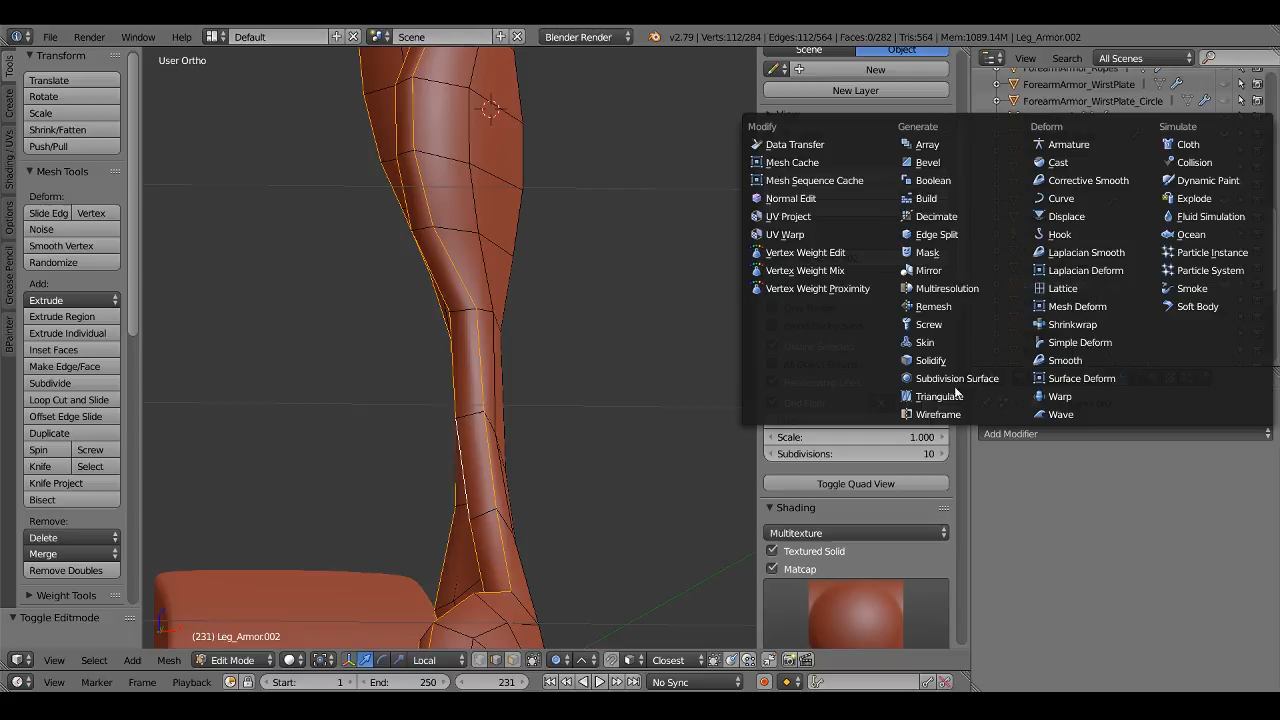 File Render Window Help Default Scene Blender Render v2.79 | Verts:112/284 | Edges:112/564 | Faces:0/282 | Tris:564 | Mem:1089.14M | Leg_Armor.002
Tools
Create
Shading / UVs
Options
Grease Pencil
BPainter
Transform
Translate
Rotate
Scale
Shrink/Fatten
Push/Pull
Mesh Tools
Deform:
Slide Edg Vertex
Noise
Smooth Vertex
Randomize
Add:
Extrude
Extrude Region
Extrude Individual
Inset Faces
Make Edge/Face
Subdivide
Loop Cut and Slide
Offset Edge Slide
Duplicate
Spin Screw
Knife Select
Knife Project
Bisect
Remove:
Delete
Merge
Remove Doubles
Weight Tools
Toggle Editmode
User Ortho
(231) Leg_Armor.002
Scene Object
New
New Layer
View Search All Scenes
ForearmArmor_Ropes
ForearmArmor_WirstPlate
ForearmArmor_WirstPlate_Circle
Modify
Data Transfer
Mesh Cache
Mesh Sequence Cache
Normal Edit
UV Project
UV Warp
Vertex Weight Edit
Vertex Weight Mix
Vertex Weight Proximity
Generate
Array
Bevel
Boolean
Build
Decimate
Edge Split
Mask
Mirror
Multiresolution
Remesh
Screw
Skin
Solidify
Subdivision Surface
Triangulate
Wireframe
Deform
Armature
Cast
Corrective Smooth
Curve
Displace
Hook
Laplacian Smooth
Laplacian Deform
Lattice
Mesh Deform
Shrinkwrap
Simple Deform
Smooth
Surface Deform
Warp
Wave
Simulate
Cloth
Collision
Dynamic Paint
Explode
Fluid Simulation
Ocean
Particle Instance
Particle System
Smoke
Soft Body
Add Modifier
Scale: 1.000
Subdivisions: 10
Toggle Quad View
Shading
Multitexture
Textured Solid
Matcap
View Select Add Mesh Edit Mode Local Closest
View Marker Frame Playback Start: 1 End: 250 231 No Sync